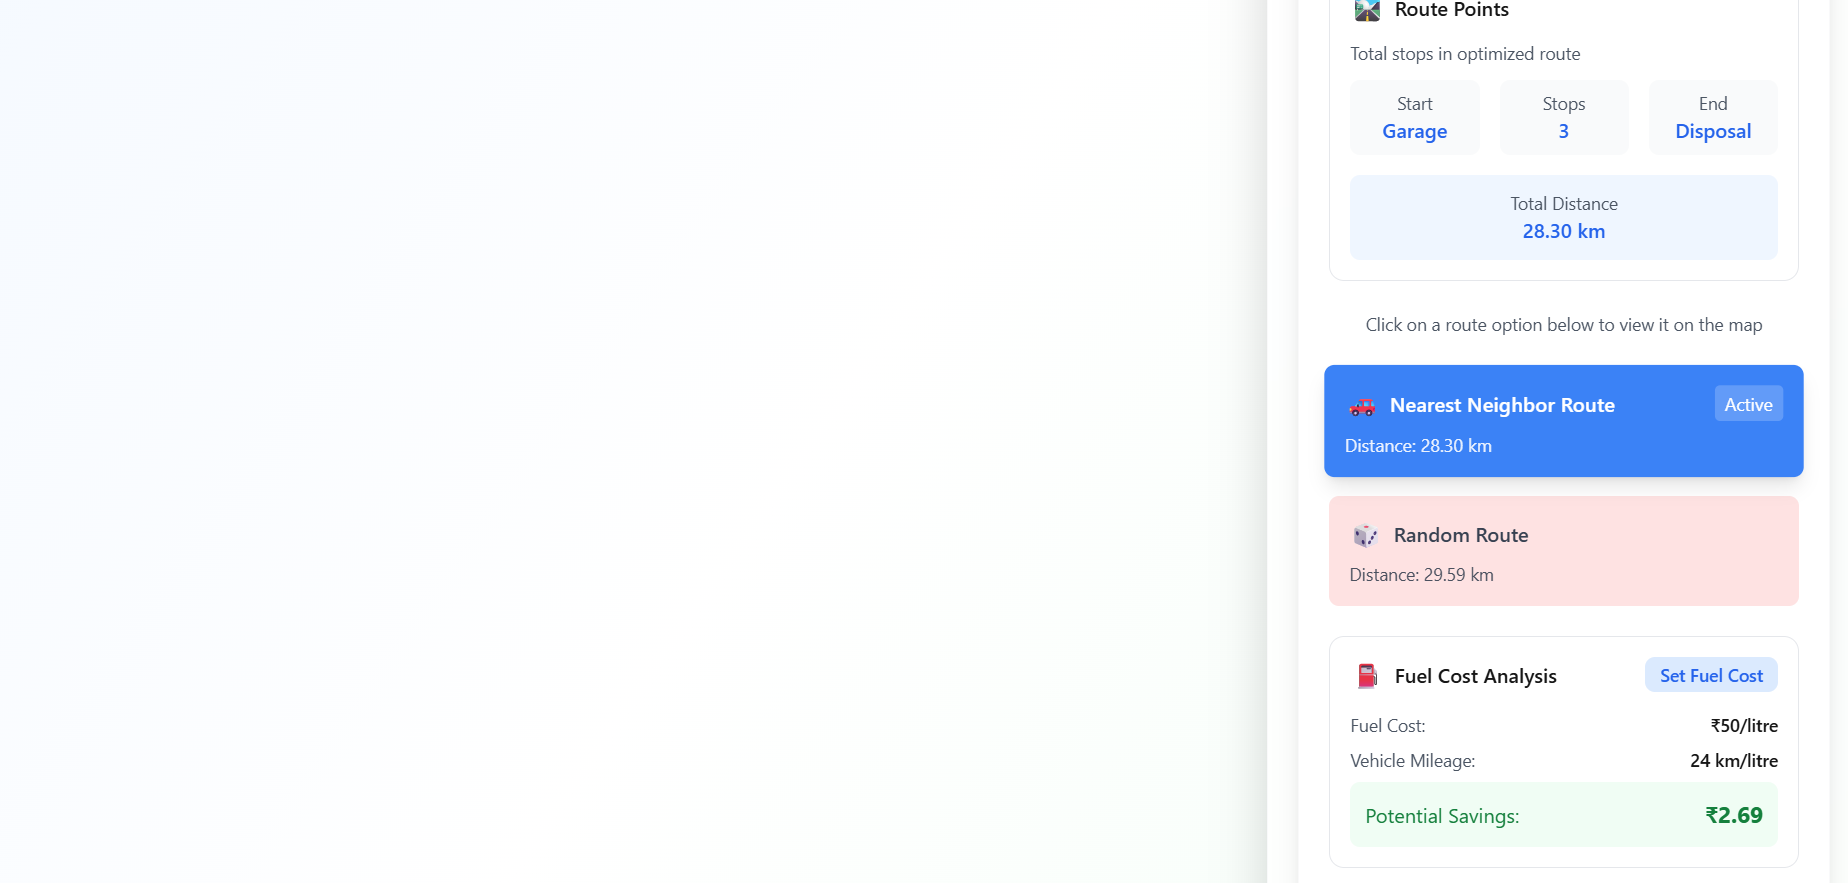 Route Points
Total stops in optimized route
Start
Garage
Stops
3
End
Disposal
Total Distance
28.30 km
Click on a route option below to view it on the map
Nearest Neighbor Route
Active
Distance: 28.30 km
Random Route
Distance: 29.59 km
Fuel Cost Analysis
Set Fuel Cost
Fuel Cost: ₹50/litre
Vehicle Mileage: 24 km/litre
Potential Savings: ₹2.69